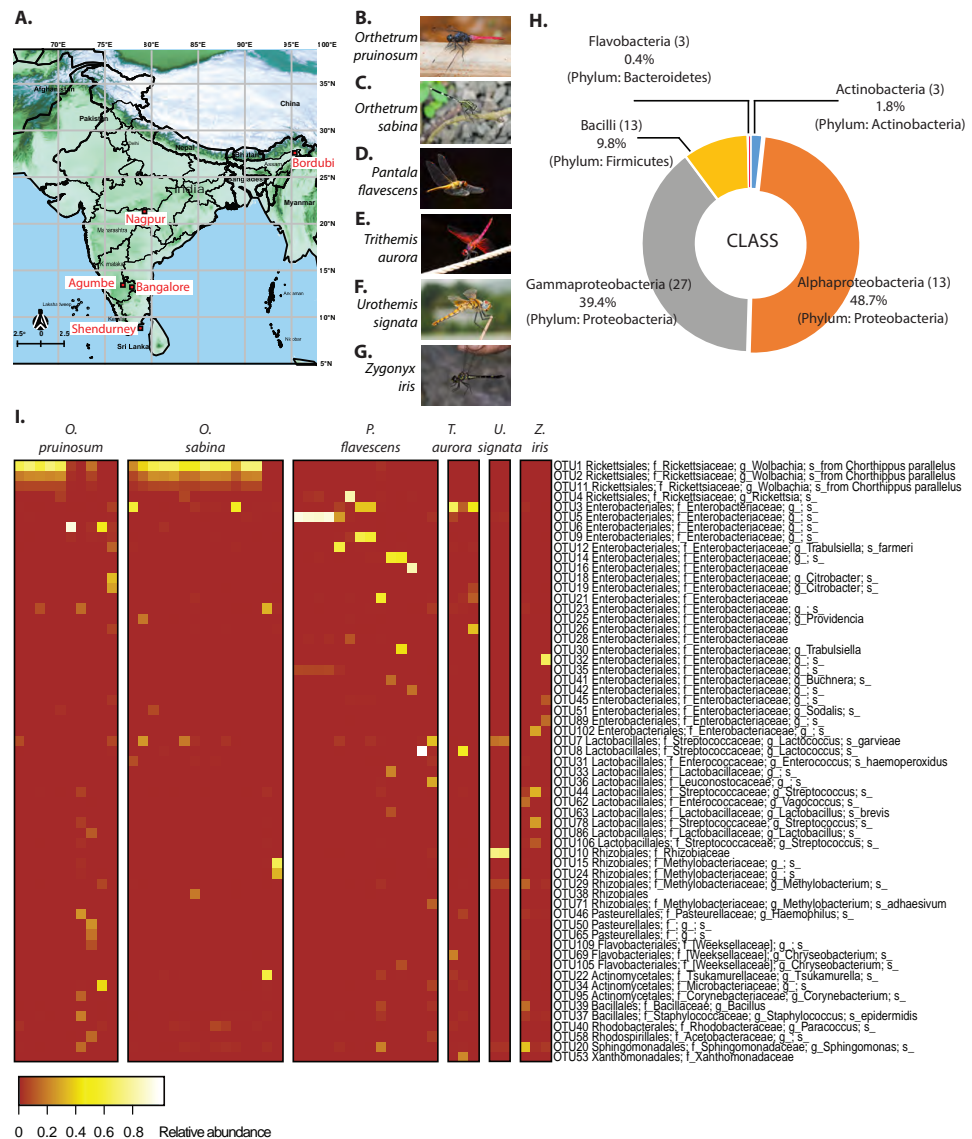 A.
70°E 75°E 80°E 85°E 90°E 95°E
35°N
30°N
25°N
20°N
15°N
10°N
5°N
Afghanistan
China
Pakistan
Delhi
Nepal
Bhutan
Assam
Bordubi
Bangladesh
India
Myanmar
Nagpur
Maharashtra
Karnataka
Agumbe
Bangalore
Shendurney
Sri Lanka
2.5° 0 2.5°
B.
Orthetrum
pruinosum
C.
Orthetrum
sabina
D.
Pantala
flavescens
E.
Trithemis
aurora
F.
Urothemis
signata
G.
Zygonyx
iris
H.
Flavobacteria (3)
0.4%
(Phylum: Bacteroidetes)
Actinobacteria (3)
1.8%
(Phylum: Actinobacteria)
Bacilli (13)
9.8%
(Phylum: Firmicutes)
CLASS
Gammaproteobacteria (27)
39.4%
(Phylum: Proteobacteria)
Alphaproteobacteria (13)
48.7%
(Phylum: Proteobacteria)
I.
O.
pruinosum
O.
sabina
P.
flavescens
T.
aurora
U.
signata
Z.
iris
OTU1 Rickettsiales; f_Rickettsiaceae; g_Wolbachia; s_from Chorthippus parallelus
OTU2 Rickettsiales; f_Rickettsiaceae; g_Wolbachia; s_from Chorthippus parallelus
OTU11 Rickettsiales; f_Rickettsiaceae; g_Wolbachia; s_from Chorthippus parallelus
OTU4 Rickettsiales; f_Rickettsiaceae; g_Rickettsia; s_
OTU3 Enterobacteriales; f_Enterobacteriaceae; g_; s_
OTU5 Enterobacteriales; f_Enterobacteriaceae; g_; s_
OTU6 Enterobacteriales; f_Enterobacteriaceae; g_; s_
OTU9 Enterobacteriales; f_Enterobacteriaceae; g_; s_
OTU12 Enterobacteriales; f_Enterobacteriaceae; g_Trabulsiella; s_farmeri
OTU14 Enterobacteriales; f_Enterobacteriaceae; g_; s_
OTU16 Enterobacteriales; f_Enterobacteriaceae
OTU18 Enterobacteriales; f_Enterobacteriaceae; g_Citrobacter; s_
OTU19 Enterobacteriales; f_Enterobacteriaceae; g_Citrobacter; s_
OTU21 Enterobacteriales; f_Enterobacteriaceae
OTU23 Enterobacteriales; f_Enterobacteriaceae; g_; s_
OTU25 Enterobacteriales; f_Enterobacteriaceae; g_Providencia
OTU26 Enterobacteriales; f_Enterobacteriaceae
OTU28 Enterobacteriales; f_Enterobacteriaceae
OTU30 Enterobacteriales; f_Enterobacteriaceae; g_Trabulsiella
OTU32 Enterobacteriales; f_Enterobacteriaceae; g_; s_
OTU35 Enterobacteriales; f_Enterobacteriaceae; g_; s_
OTU41 Enterobacteriales; f_Enterobacteriaceae; g_Buchnera; s_
OTU42 Enterobacteriales; f_Enterobacteriaceae; g_; s_
OTU45 Enterobacteriales; f_Enterobacteriaceae; g_; s_
OTU51 Enterobacteriales; f_Enterobacteriaceae; g_Sodalis; s_
OTU89 Enterobacteriales; f_Enterobacteriaceae; g_; s_
OTU102 Enterobacteriales; f_Enterobacteriaceae; g_; s_
OTU7 Lactobacillales; f_Streptococcaceae; g_Lactococcus; s_garvieae
OTU8 Lactobacillales; f_Streptococcaceae; g_Lactococcus; s_
OTU31 Lactobacillales; f_Enterococcaceae; g_Enterococcus; s_haemoperoxidus
OTU33 Lactobacillales; f_Lactobacillaceae; g_; s_
OTU36 Lactobacillales; f_Leuconostocaceae; g_; s_
OTU44 Lactobacillales; f_Streptococcaceae; g_Streptococcus; s_
OTU62 Lactobacillales; f_Enterococcaceae; g_Vagococcus; s_
OTU63 Lactobacillales; f_Lactobacillaceae; g_Lactobacillus; s_brevis
OTU78 Lactobacillales; f_Streptococcaceae; g_Streptococcus; s_
OTU86 Lactobacillales; f_Lactobacillaceae; g_Lactobacillus; s_
OTU106 Lactobacillales; f_Streptococcaceae; g_Streptococcus; s_
OTU10 Rhizobiales; f_Rhizobiaceae
OTU15 Rhizobiales; f_Methylobacteriaceae; g_; s_
OTU24 Rhizobiales; f_Methylobacteriaceae; g_; s_
OTU29 Rhizobiales; f_Methylobacteriaceae; g_Methylobacterium; s_
OTU38 Rhizobiales
OTU71 Rhizobiales; f_Methylobacteriaceae; g_Methylobacterium; s_adhaesivum
OTU46 Pasteurellales; f_Pasteurellaceae; g_Haemophilus; s_
OTU50 Pasteurellales; f_; g_; s_
OTU65 Pasteurellales; f_; g_; s_
OTU109 Flavobacteriales; f_[Weeksellaceae]; g_; s_
OTU69 Flavobacteriales; f_[Weeksellaceae]; g_Chryseobacterium; s_
OTU105 Flavobacteriales; f_[Weeksellaceae]; g_Chryseobacterium; s_
OTU22 Actinomycetales; f_Tsukamurellaceae; g_Tsukamurella; s_
OTU34 Actinomycetales; f_Microbacteriaceae; g_; s_
OTU95 Actinomycetales; f_Corynebacteriaceae; g_Corynebacterium; s_
OTU39 Bacillales; f_Bacillaceae; g_Bacillus
OTU37 Bacillales; f_Staphylococcaceae; g_Staphylococcus; s_epidermidis
OTU40 Rhodobacterales; f_Rhodobacteraceae; g_Paracoccus; s_
OTU58 Rhodospirillales; f_Acetobacteraceae; g_; s_
OTU20 Sphingomonadales; f_Sphingomonadaceae; g_Sphingomonas; s_
OTU53 Xanthomonadales; f_Xanthomonadaceae
0 0.2 0.4 0.6 0.8 Relative abundance